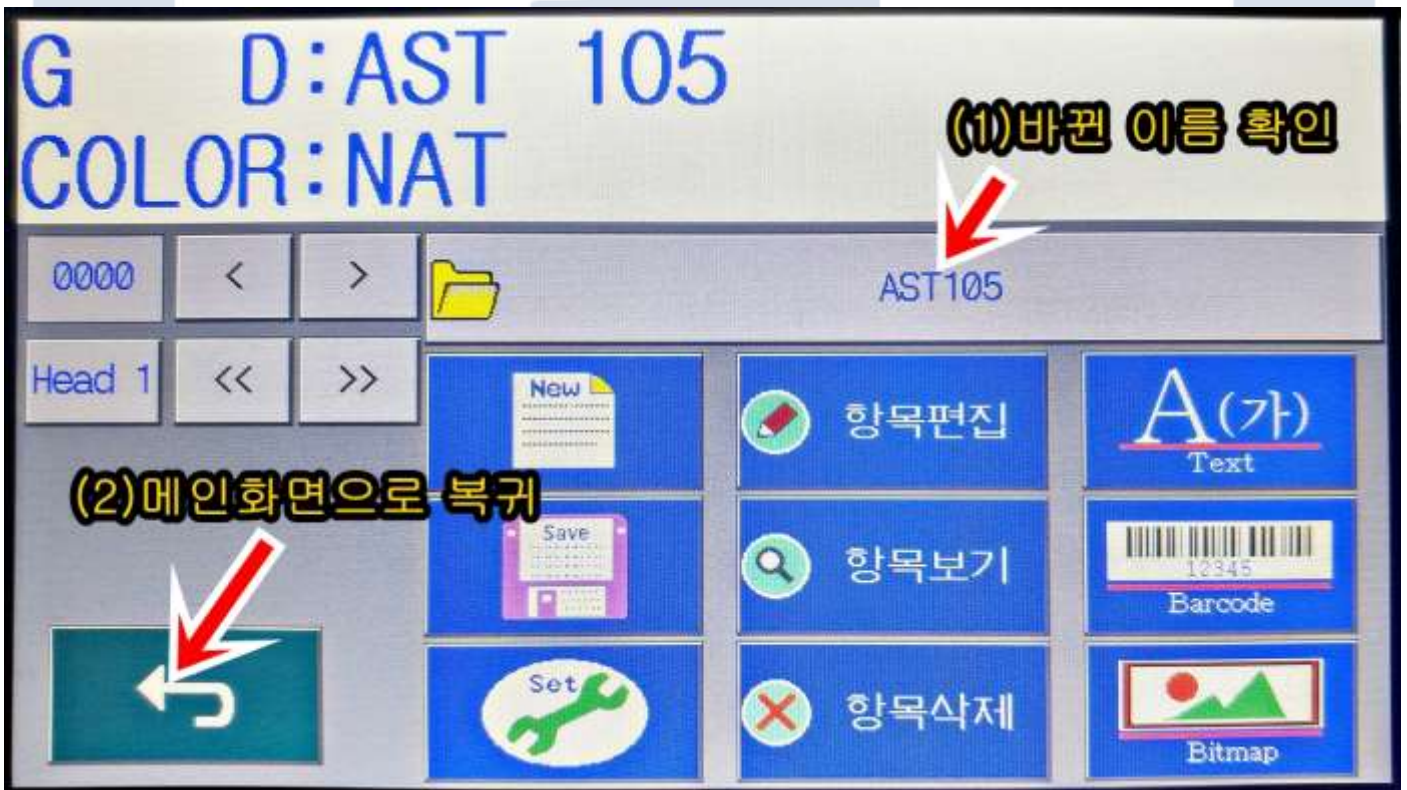 G D:AST 105
COLOR:NAT
(1)바뀐 이름 확인
0000 < >
AST105
Head 1 << >>
New
항목편집
A(가)
Text
(2)메인화면으로 복귀
Save
항목보기
12345
Barcode
Set
항목삭제
Bitmap